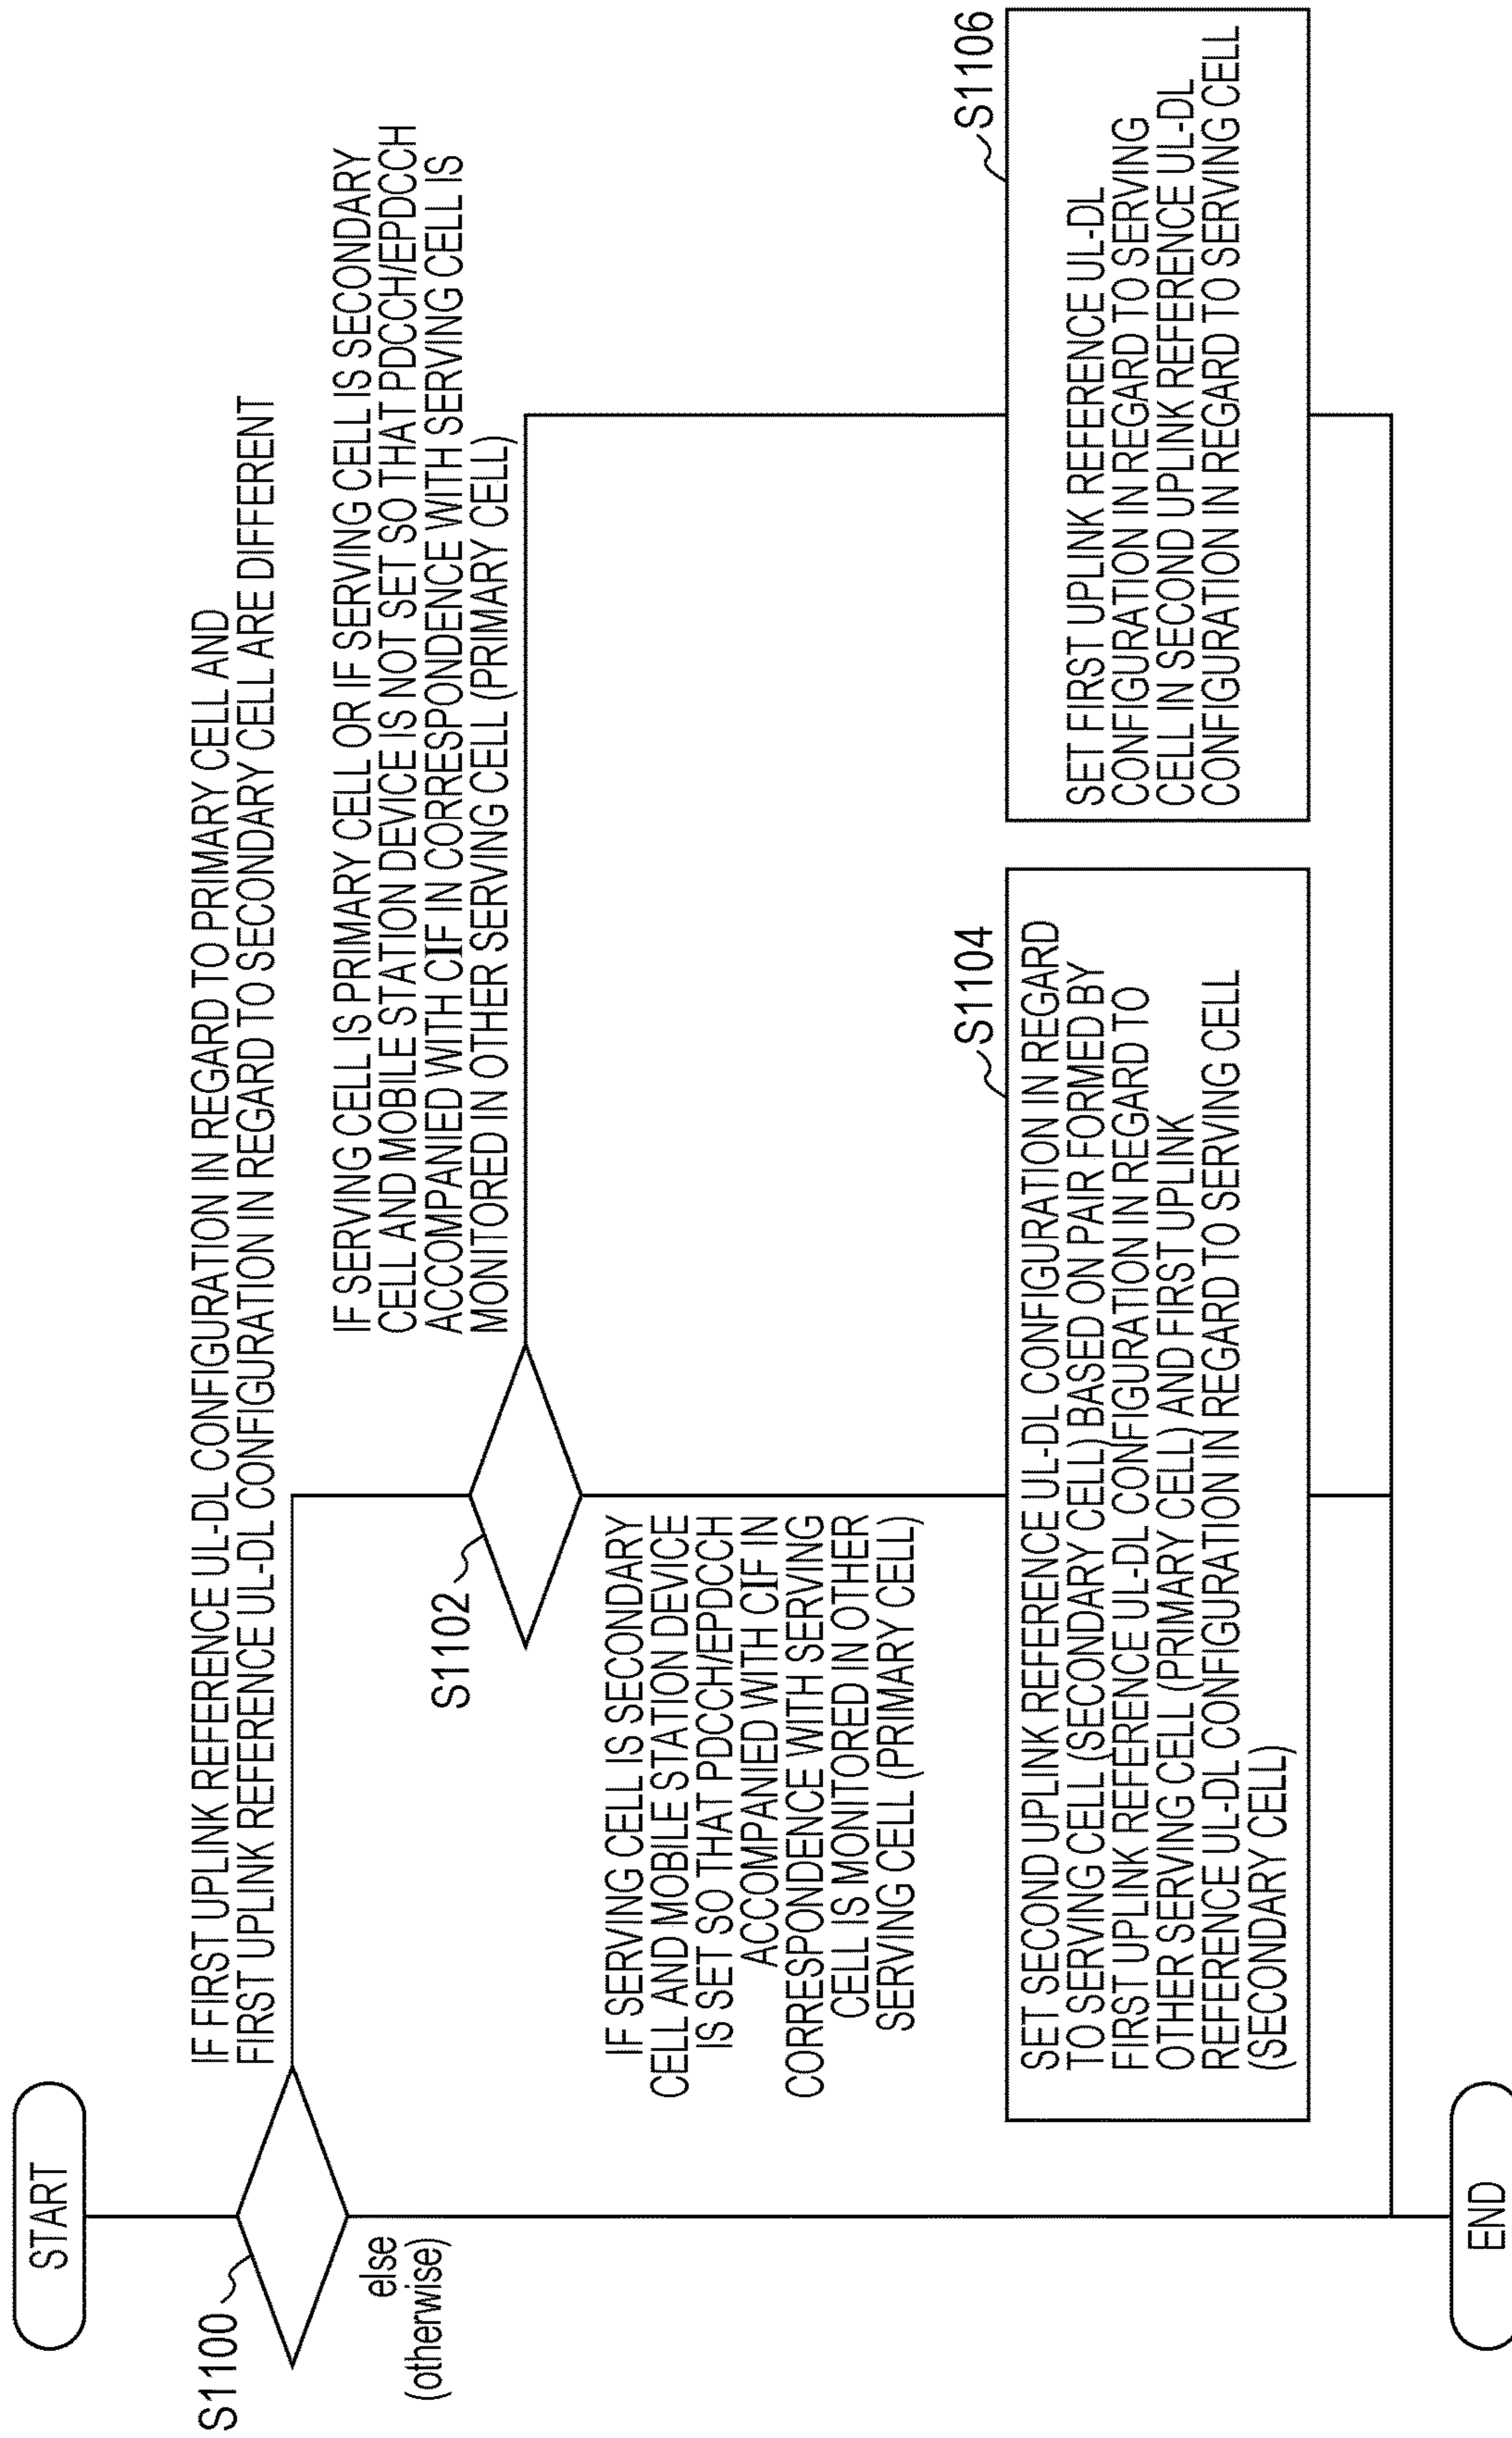 START
S1100
IF FIRST UPLINK REFERENCE UL-DL CONFIGURATION IN REGARD TO PRIMARY CELL AND
FIRST UPLINK REFERENCE UL-DL CONFIGURATION IN REGARD TO SECONDARY CELL ARE DIFFERENT
else
(otherwise)
S1102
IF SERVING CELL IS PRIMARY CELL OR IF SERVING CELL IS SECONDARY
CELL AND MOBILE STATION DEVICE IS NOT SET SO THAT PDCCH/EPDCCH
ACCOMPANIED WITH CIF IN CORRESPONDENCE WITH SERVING CELL IS
MONITORED IN OTHER SERVING CELL (PRIMARY CELL)
IF SERVING CELL IS SECONDARY
CELL AND MOBILE STATION DEVICE
IS SET SO THAT PDCCH/EPDCCH
ACCOMPANIED WITH CIF IN
CORRESPONDENCE WITH SERVING
CELL IS MONITORED IN OTHER
SERVING CELL (PRIMARY CELL)
S1104
SET SECOND UPLINK REFERENCE UL-DL CONFIGURATION IN REGARD
TO SERVING CELL (SECONDARY CELL) BASED ON PAIR FORMED BY
FIRST UPLINK REFERENCE UL-DL CONFIGURATION IN REGARD TO
OTHER SERVING CELL (PRIMARY CELL) AND FIRST UPLINK
REFERENCE UL-DL CONFIGURATION IN REGARD TO SERVING CELL
(SECONDARY CELL)
S1106
SET FIRST UPLINK REFERENCE UL-DL
CONFIGURATION IN REGARD TO SERVING
CELL IN SECOND UPLINK REFERENCE UL-DL
CONFIGURATION IN REGARD TO SERVING CELL
END